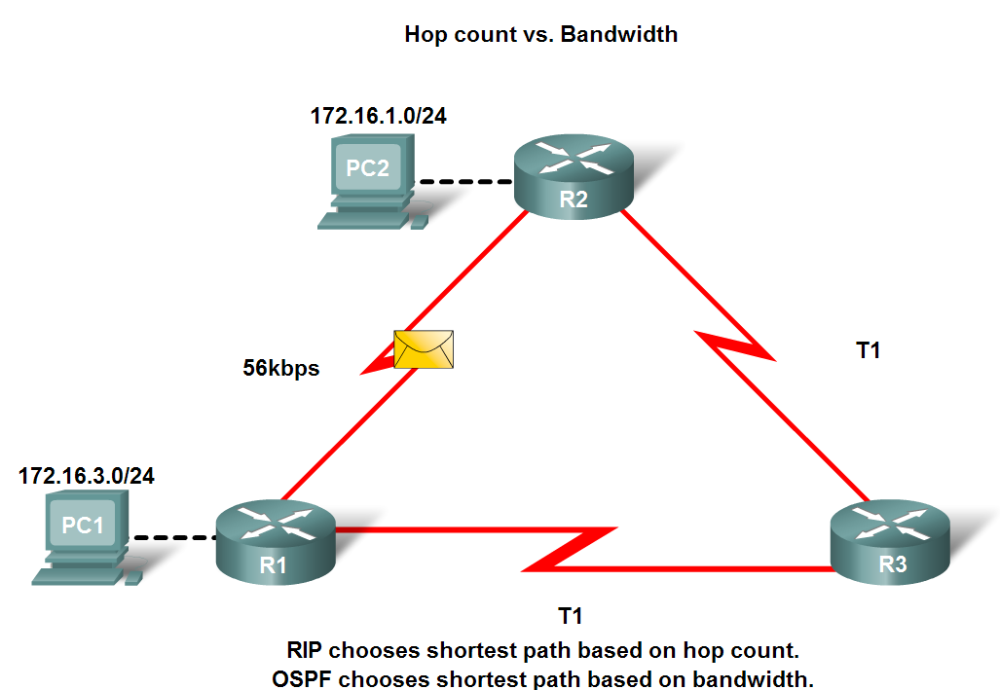 Hop count vs. Bandwidth
172.16.1.0/24
PC2
R2
56kbps
T1
172.16.3.0/24
PC1
R1
R3
T1
RIP chooses shortest path based on hop count.
OSPF chooses shortest path based on bandwidth.